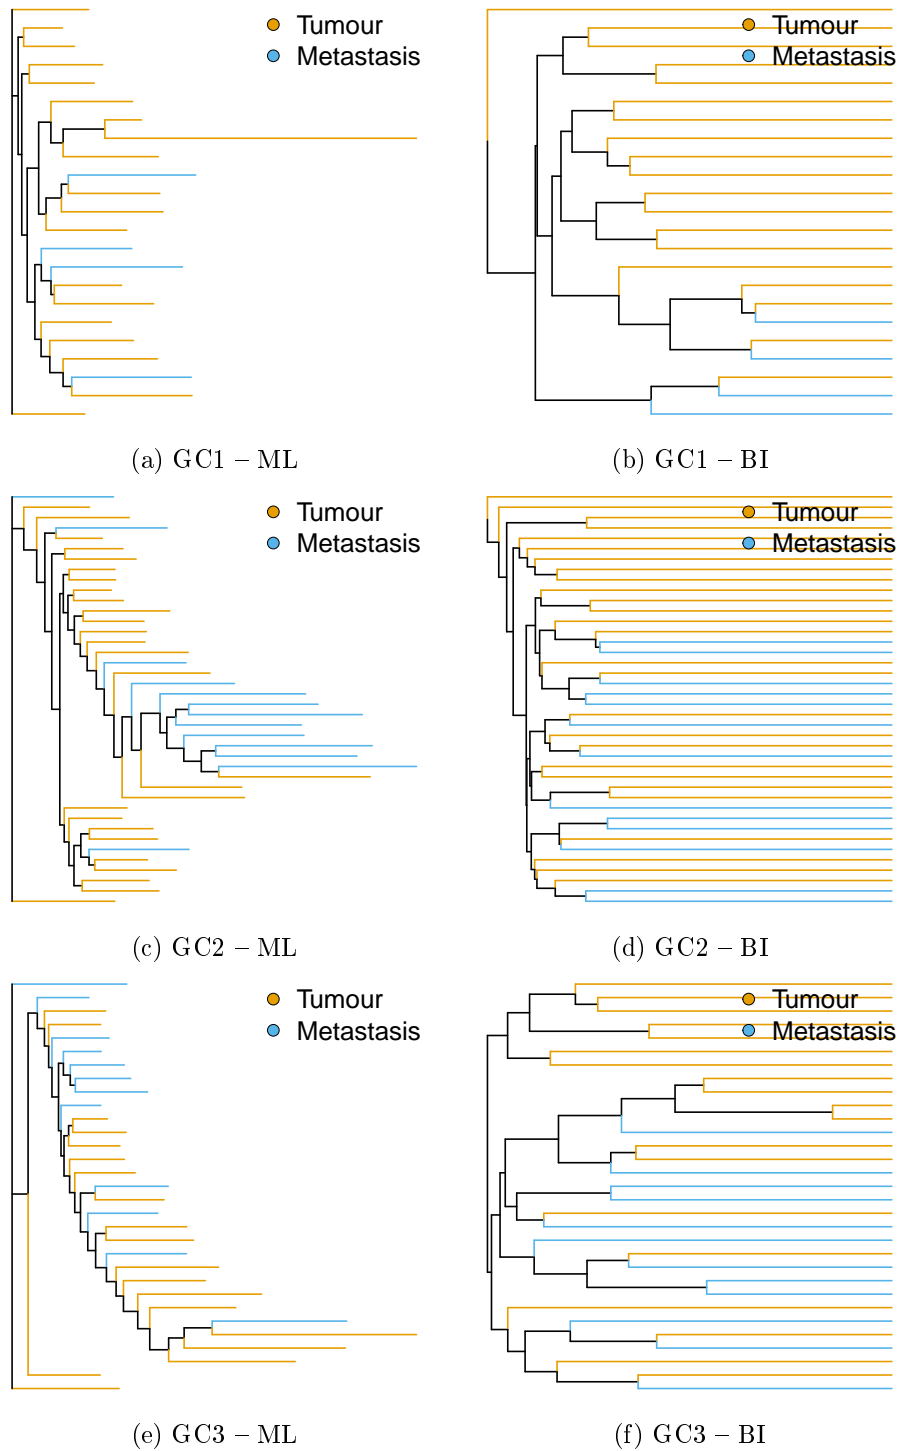 Tumour
Metastasis
Tumour
Metastasis
(a) GC1 – ML
(b) GC1 – BI
Tumour
Metastasis
Tumour
Metastasis
(c) GC2 – ML
(d) GC2 – BI
Tumour
Metastasis
Tumour
Metastasis
(e) GC3 – ML
(f) GC3 – BI